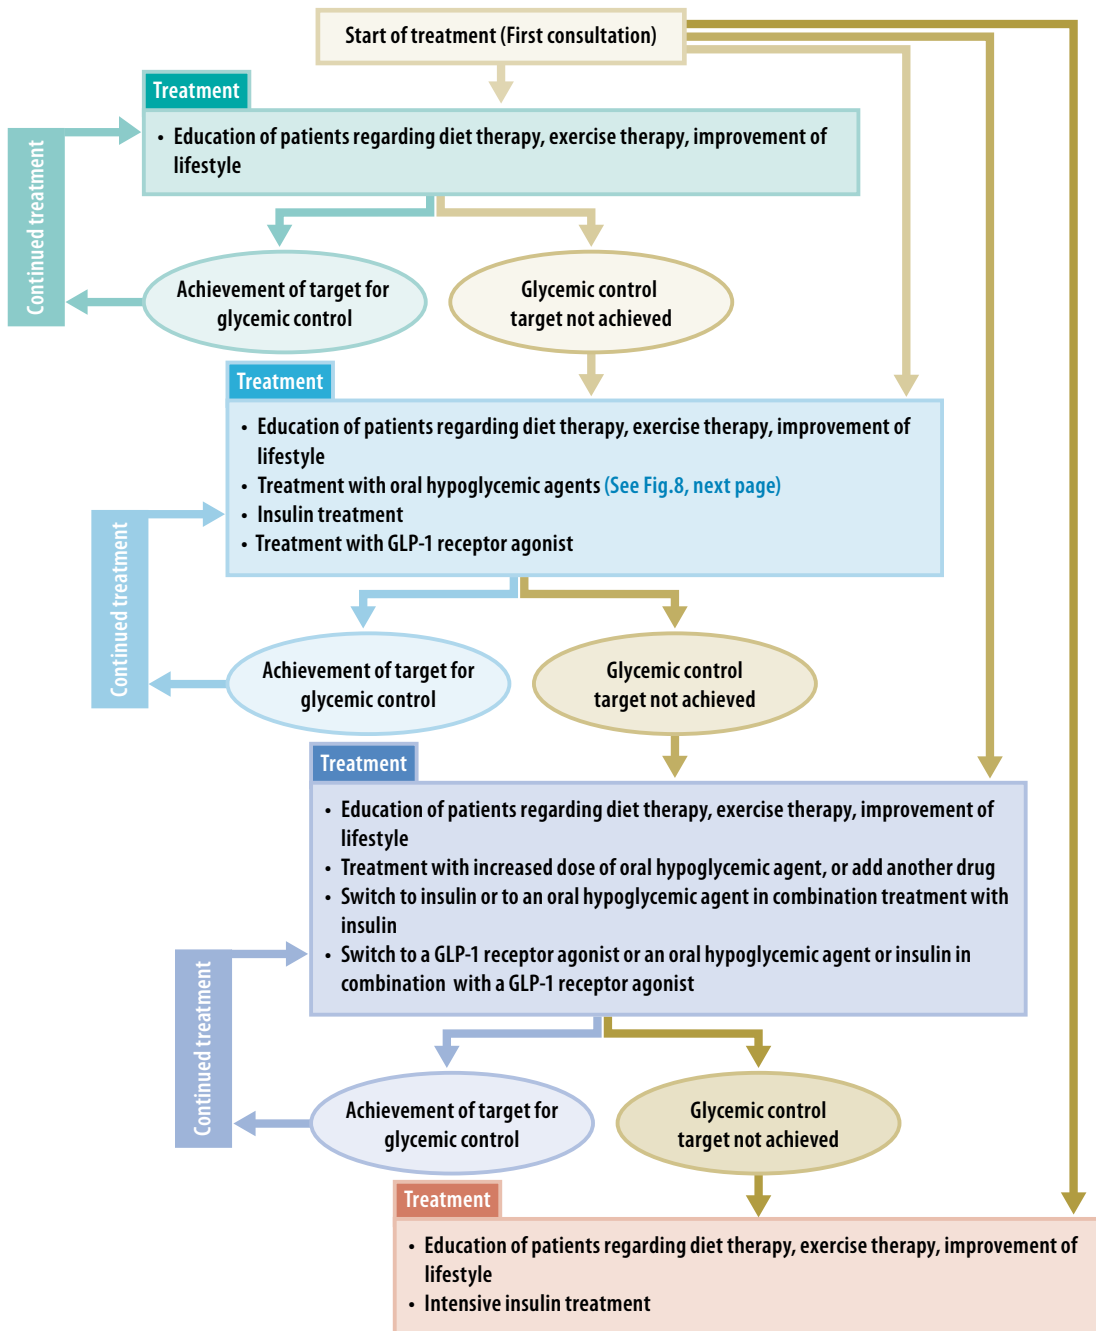 Start of treatment (First consultation)
Treatment
• Education of patients regarding diet therapy, exercise therapy, improvement of
lifestyle
Continued treatment
Achievement of target for
glycemic control
Glycemic control
target not achieved
Treatment
• Education of patients regarding diet therapy, exercise therapy, improvement of
lifestyle
• Treatment with oral hypoglycemic agents (See Fig.8, next page)
• Insulin treatment
• Treatment with GLP-1 receptor agonist
Continued treatment
Achievement of target for
glycemic control
Glycemic control
target not achieved
Treatment
• Education of patients regarding diet therapy, exercise therapy, improvement of
lifestyle
• Treatment with increased dose of oral hypoglycemic agent, or add another drug
• Switch to insulin or to an oral hypoglycemic agent in combination treatment with
insulin
• Switch to a GLP-1 receptor agonist or an oral hypoglycemic agent or insulin in
combination with a GLP-1 receptor agonist
Continued treatment
Achievement of target for
glycemic control
Glycemic control
target not achieved
Treatment
• Education of patients regarding diet therapy, exercise therapy, improvement of
lifestyle
• Intensive insulin treatment